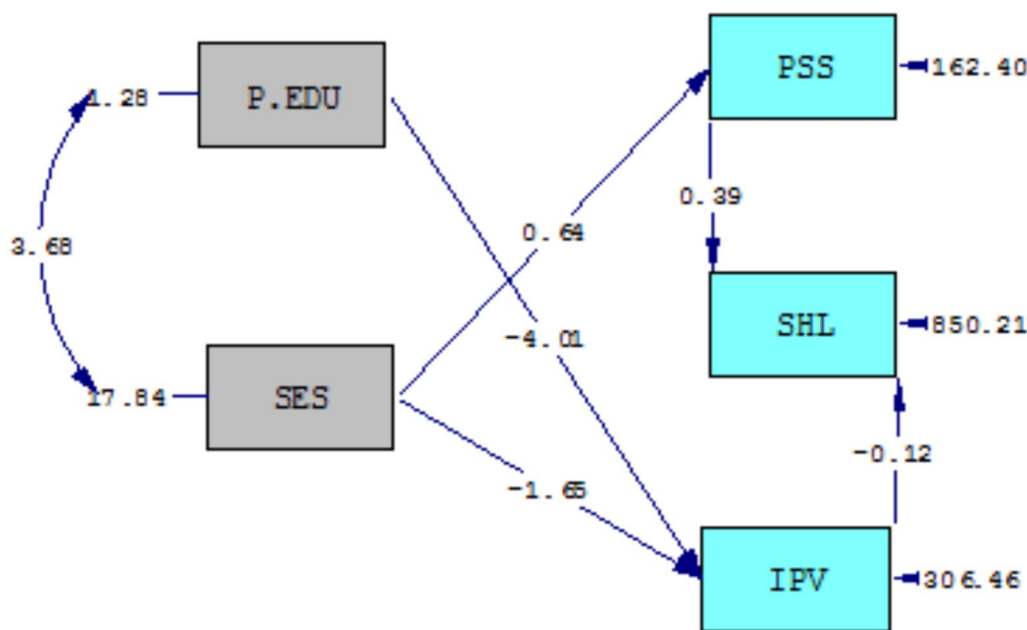 PSS
162.40
1.28
P.EDU
0.39
3.68
0.64
SHL
850.21
-4.01
17.84
SES
-0.12
-1.65
IPV
306.46